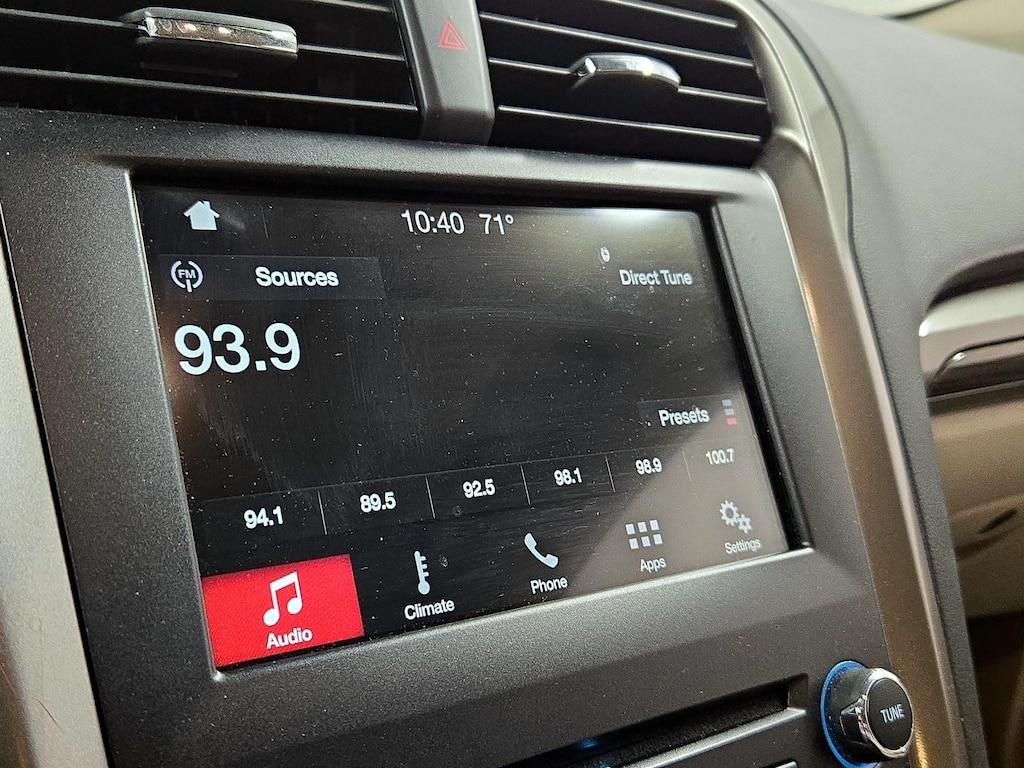 10:40 71°
FM Sources
Direct Tune
93.9
Presets
94.1 89.5 92.5 98.1 98.9 100.7
Audio Climate Phone Apps Settings
TUNE